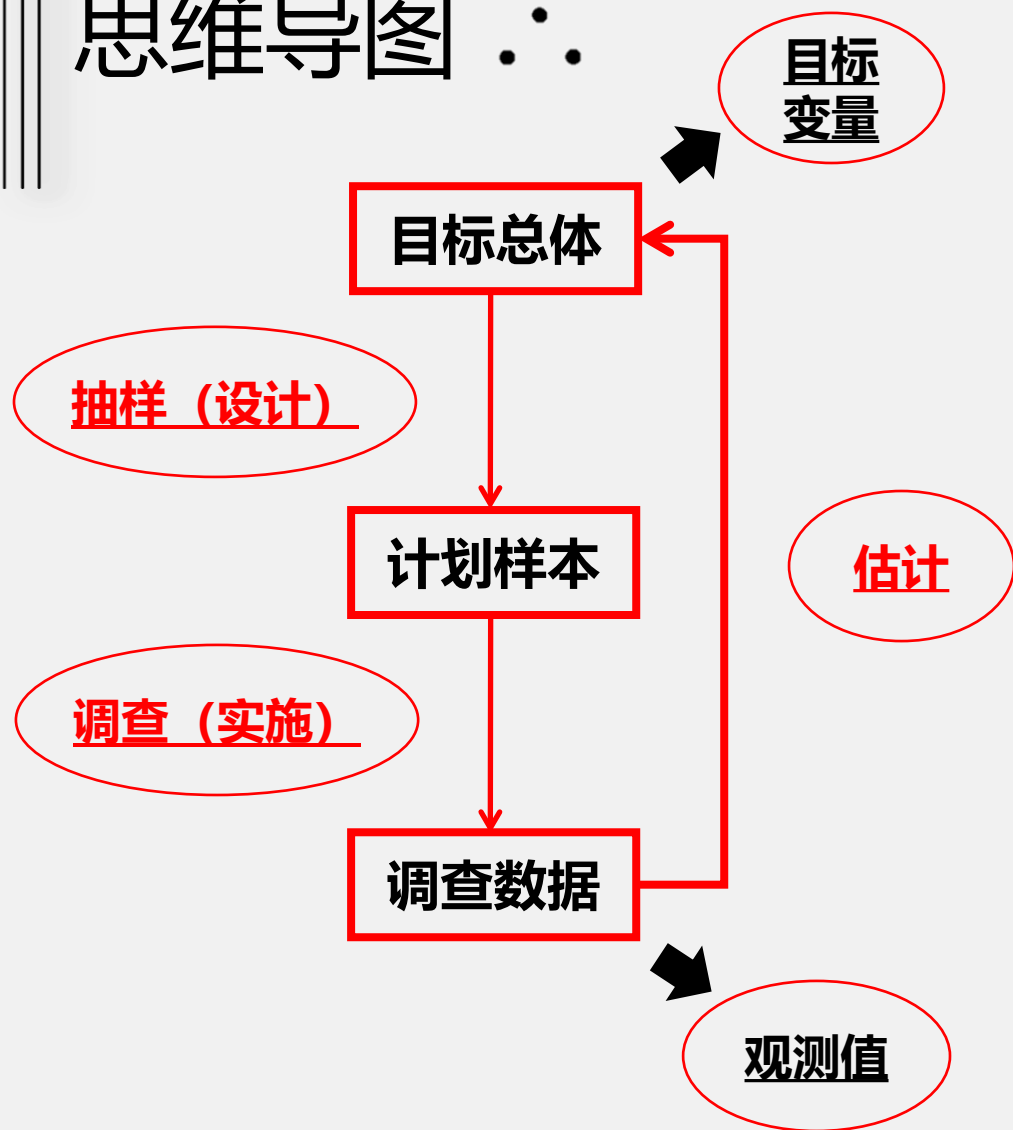 思维导图
目标
变量
目标总体
抽样（设计）
计划样本
估计
调查（实施）
调查数据
观测值